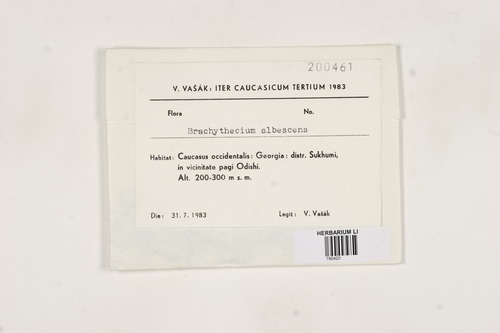 200461
V. VAŠÁK: ITER CAUCASICUM TERTIUM 1983
Flora No.
Brachythecium albescens
Habitat: Caucasus occidentalis: Georgia: distr. Sukhumi,
in vicinitate pagi Odishi.
Alt. 200-300 m s. m.
Die: 31. 7. 1983 Legit: V. Vašák
HERBARIUM LI
790420